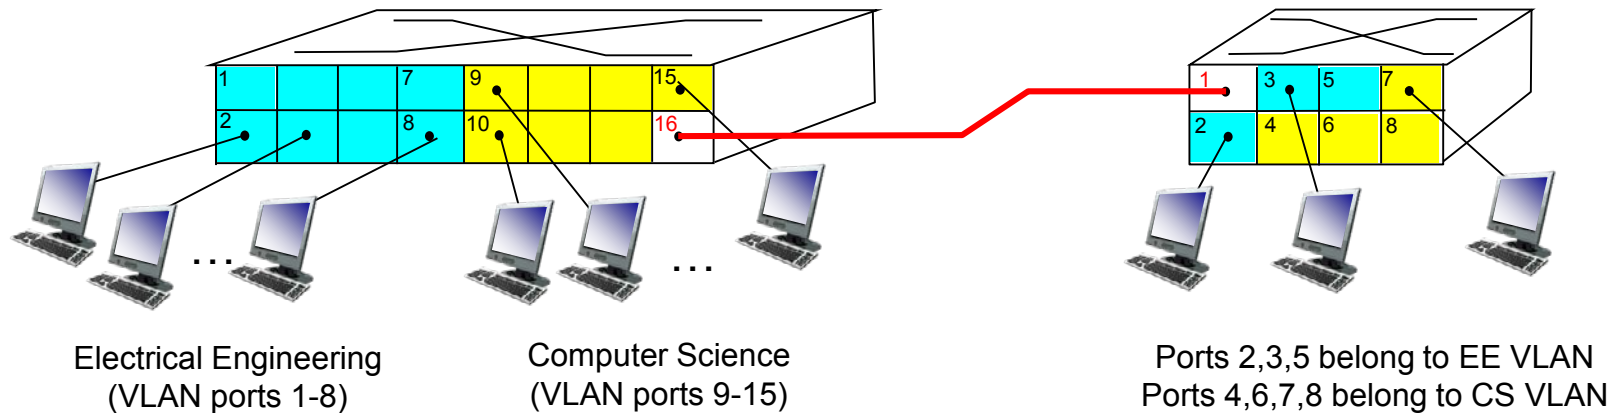 1 7 9 15
2 8 10 16
1 3 5 7
2 4 6 8
...
...
Electrical Engineering
(VLAN ports 1-8)
Computer Science
(VLAN ports 9-15)
Ports 2,3,5 belong to EE VLAN
Ports 4,6,7,8 belong to CS VLAN